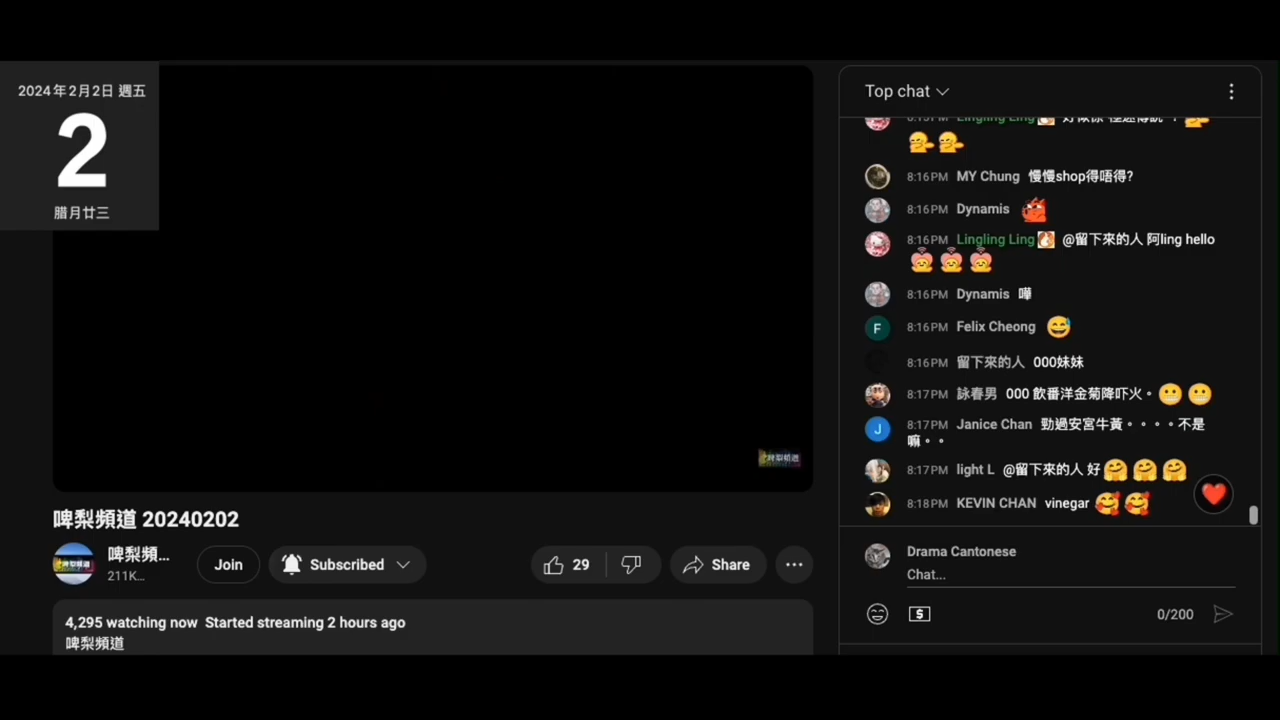 2024年2月2日 週五
2
腊月廿三
啤梨頻道
啤梨頻道 20240202
啤梨頻...
211K...
Join
Subscribed
29
Share
4,295 watching now Started streaming 2 hours ago
啤梨頻道
Top chat
Lingling Ling
8:16PM MY Chung 慢慢shop得唔得?
8:16PM Dynamis
8:16PM Lingling Ling @留下來的人 阿ling hello
8:16PM Dynamis 嘩
F
8:16PM Felix Cheong
8:16PM 留下來的人 000妹妹
8:17PM 詠春男 000 飲番洋金菊降吓火。
J
8:17PM Janice Chan 勁過安宮牛黃。。。。不是
嘛。。
8:17PM light L @留下來的人 好
8:18PM KEVIN CHAN vinegar
Drama Cantonese
Chat...
0/200